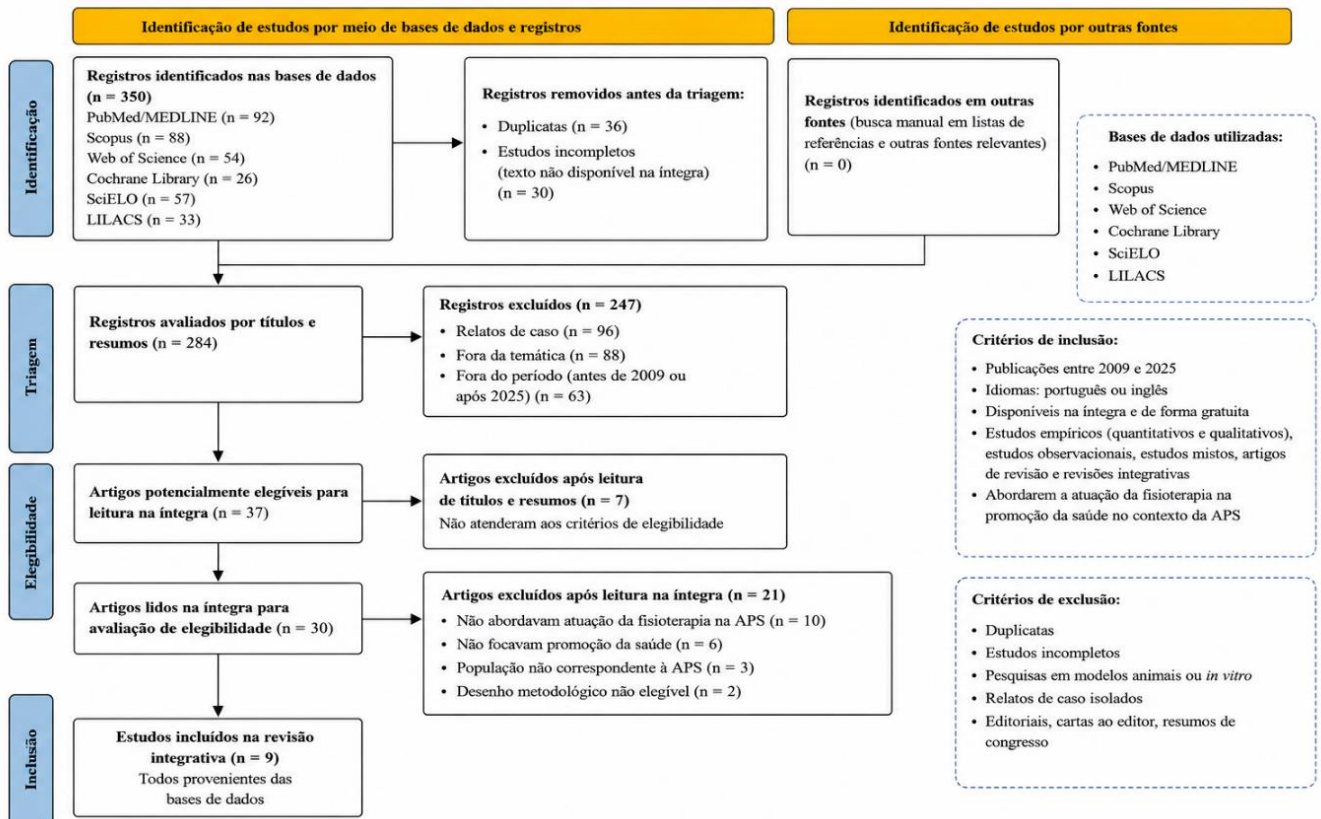 Identificação de estudos por meio de bases de dados e registros
Identificação de estudos por outras fontes
Identificação
Registros identificados nas bases de dados
(n = 350)
PubMed/MEDLINE (n = 92)
Scopus (n = 88)
Web of Science (n = 54)
Cochrane Library (n = 26)
SciELO (n = 57)
LILACS (n = 33)
Registros removidos antes da triagem:
• Duplicatas (n = 36)
• Estudos incompletos
(texto não disponível na íntegra)
(n = 30)
Registros identificados em outras
fontes (busca manual em listas de
referências e outras fontes relevantes)
(n = 0)
Bases de dados utilizadas:
• PubMed/MEDLINE
• Scopus
• Web of Science
• Cochrane Library
• SciELO
• LILACS
Triagem
Registros avaliados por títulos e
resumos (n = 284)
Registros excluídos (n = 247)
• Relatos de caso (n = 96)
• Fora da temática (n = 88)
• Fora do período (antes de 2009 ou
após 2025) (n = 63)
Critérios de inclusão:
• Publicações entre 2009 e 2025
• Idiomas: português ou inglês
• Disponíveis na íntegra e de forma gratuita
• Estudos empíricos (quantitativos e qualitativos),
estudos observacionais, estudos mistos, artigos
de revisão e revisões integrativas
• Abordarem a atuação da fisioterapia na
promoção da saúde no contexto da APS
Elegibilidade
Artigos potencialmente elegíveis para
leitura na íntegra (n = 37)
Artigos excluídos após leitura
de títulos e resumos (n = 7)
Não atenderam aos critérios de elegibilidade
Artigos lidos na íntegra para
avaliação de elegibilidade (n = 30)
Artigos excluídos após leitura na íntegra (n = 21)
• Não abordavam atuação da fisioterapia na APS (n = 10)
• Não focavam promoção da saúde (n = 6)
• População não correspondente à APS (n = 3)
• Desenho metodológico não elegível (n = 2)
Critérios de exclusão:
• Duplicatas
• Estudos incompletos
• Pesquisas em modelos animais ou in vitro
• Relatos de caso isolados
• Editoriais, cartas ao editor, resumos de
congresso
Inclusão
Estudos incluídos na revisão
integrativa (n = 9)
Todos provenientes das
bases de dados